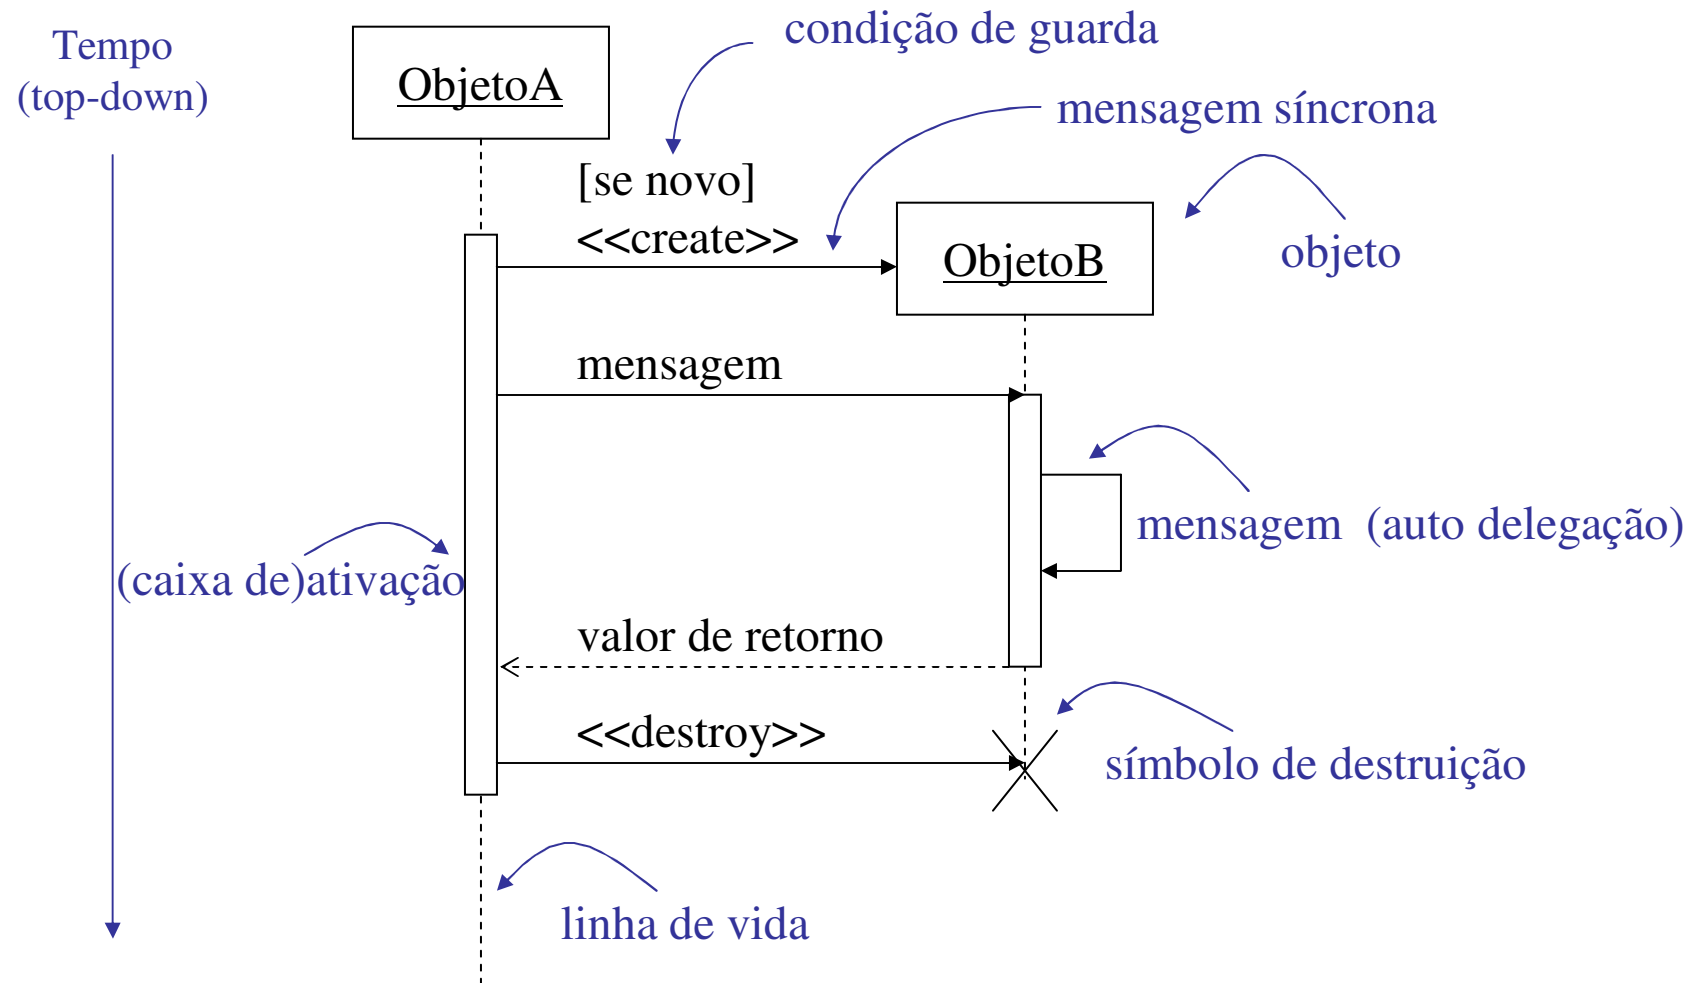 Tempo
(top-down)
ObjetoA
condição de guarda
mensagem síncrona
[se novo]
<<create>>
ObjetoB
objeto
mensagem
mensagem (auto delegação)
(caixa de)ativação
valor de retorno
<<destroy>>
símbolo de destruição
linha de vida